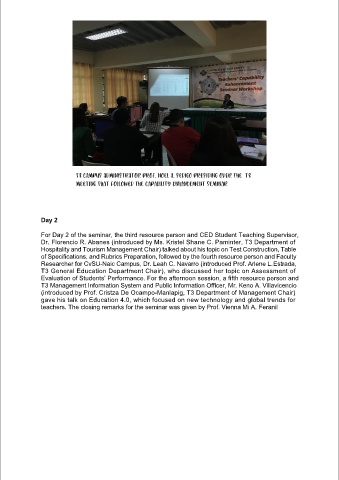 Teachers' Capability
Enhancement
Seminar Workshop
T3 CAMPUS ADMINISTRATOR PROF. NOEL A. SEDIGO PRESIDING OVER THE T3
MEETING THAT FOLLOWED THE CAPABILITY ENHANCEMENT SEMINAR
Day 2
For Day 2 of the seminar, the third resource person and CED Student Teaching Supervisor,
Dr. Florencio R. Abanes (introduced by Ms. Kristel Shane C. Paminter, T3 Department of
Hospitality and Tourism Management Chair) talked about his topic on Test Construction, Table
of Specifications, and Rubrics Preparation, followed by the fourth resource person and Faculty
Researcher for CvSU-Naic Campus, Dr. Leah C. Navarro (introduced Prof. Arlene L.Estrada,
T3 General Education Department Chair), who discussed her topic on Assessment of
Evaluation of Students' Performance. For the afternoon session, a fifth resource person and
T3 Management Information System and Public Information Officer, Mr. Keno A. Villavicencio
(introduced by Prof. Cristza De Ocampo-Manlapig, T3 Department of Management Chair)
gave his talk on Education 4.0, which focused on new technology and global trends for
teachers. The closing remarks for the seminar was given by Prof. Vienna Mi A. Feranil